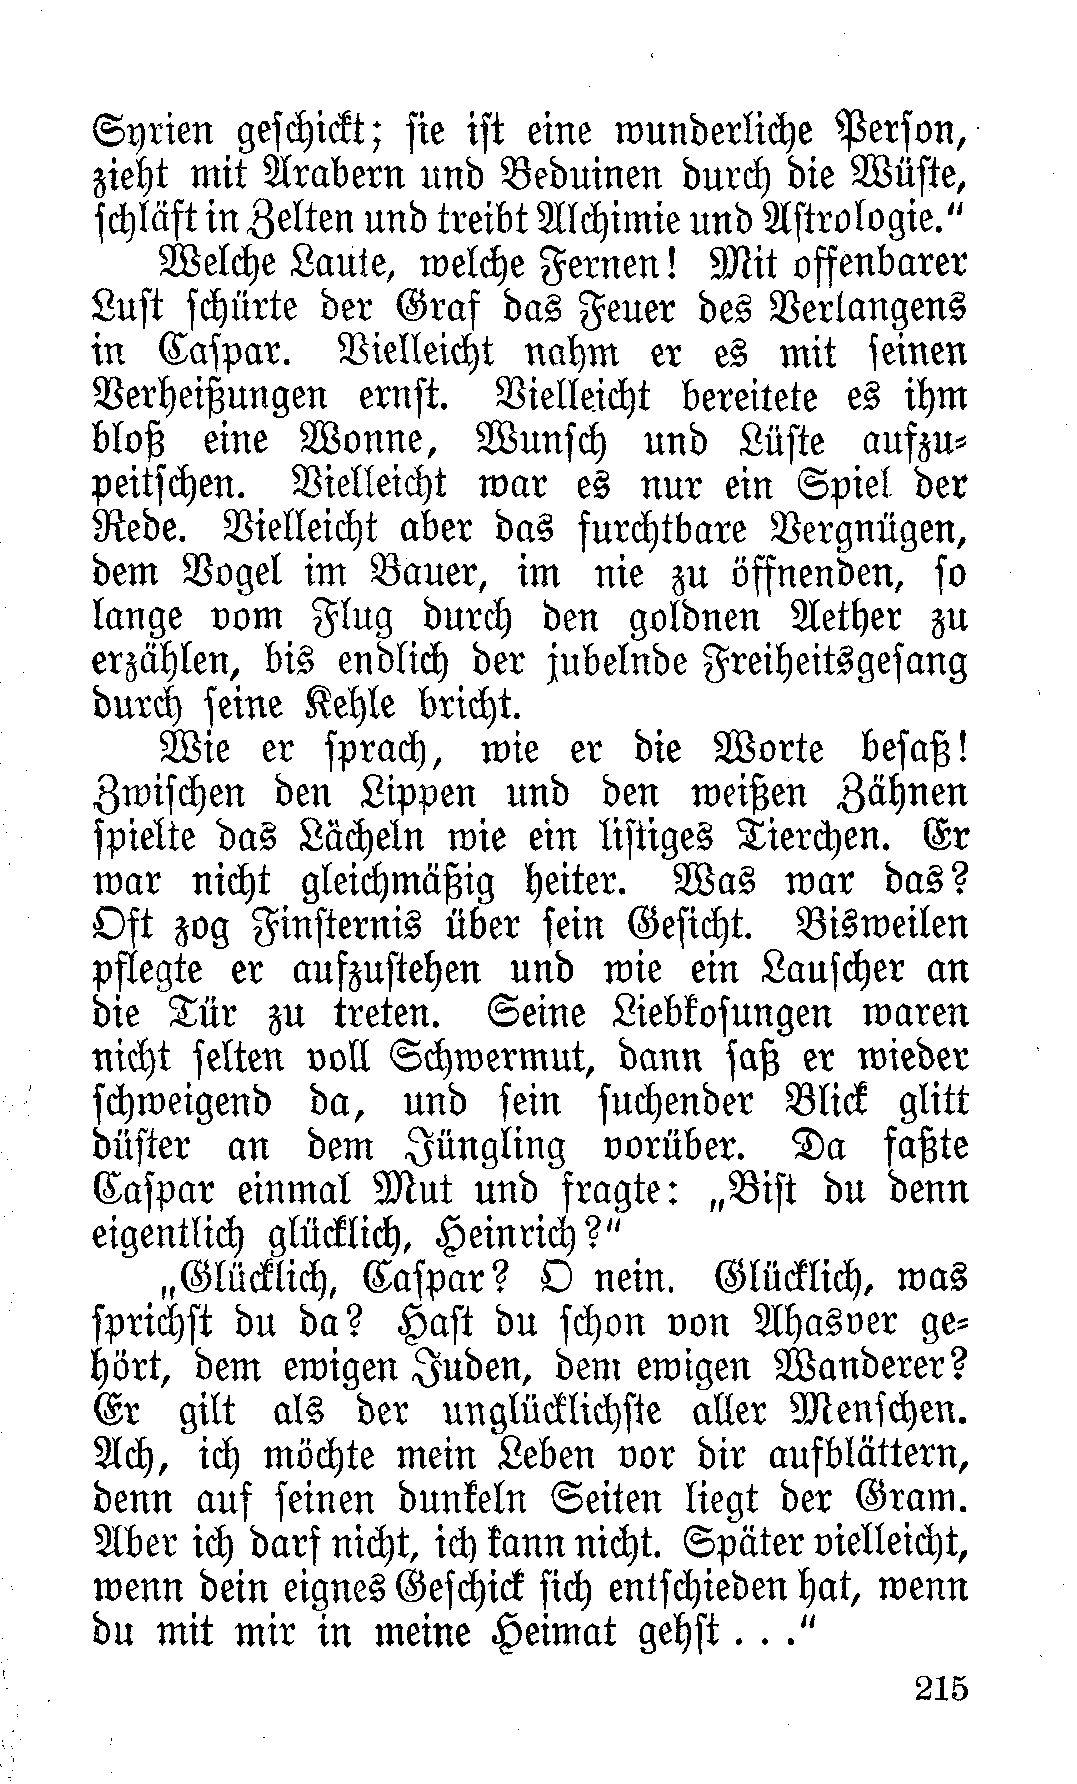 Syrien geschickt; sie ist eine wunderliche Person,
zieht mit Arabern und Beduinen durch die Wüste,
schläft in Zelten und treibt Alchimie und Astrologie.“
Welche Laute, welche Fernen! Mit offenbarer
Lust schürte der Graf das Feuer des Verlangens
in Caspar. Vielleicht nahm er es mit seinen
Verheißungen ernst. Vielleicht bereitete es ihm
bloß eine Wonne, Wunsch und Lüste aufzu-
peitschen. Vielleicht war es nur ein Spiel der
Rede. Vielleicht aber das furchtbare Vergnügen,
dem Vogel im Bauer, im nie zu öffnenden, so
lange vom Flug durch den goldnen Aether zu
erzählen, bis endlich der jubelnde Freiheitsgesang
durch seine Kehle bricht.
Wie er sprach, wie er die Worte besaß!
Zwischen den Lippen und den weißen Zähnen
spielte das Lächeln wie ein listiges Tierchen. Er
war nicht gleichmäßig heiter. Was war das?
Oft zog Finsternis über sein Gesicht. Bisweilen
pflegte er aufzustehen und wie ein Lauscher an
die Tür zu treten. Seine Liebkosungen waren
nicht selten voll Schwermut, dann saß er wieder
schweigend da, und sein suchender Blick glitt
düster an dem Jüngling vorüber. Da faßte
Caspar einmal Mut und fragte: „Bist du denn
eigentlich glücklich, Heinrich?“
„Glücklich, Caspar? O nein. Glücklich, was
sprichst du da? Hast du schon von Ahasver ge-
hört, dem ewigen Juden, dem ewigen Wanderer?
Er gilt als der unglücklichste aller Menschen.
Ach, ich möchte mein Leben vor dir aufblättern,
denn auf seinen dunkeln Seiten liegt der Gram.
Aber ich darf nicht, ich kann nicht. Später vielleicht,
wenn dein eignes Geschick sich entschieden hat, wenn
du mit mir in meine Heimat gehst . . .“
215